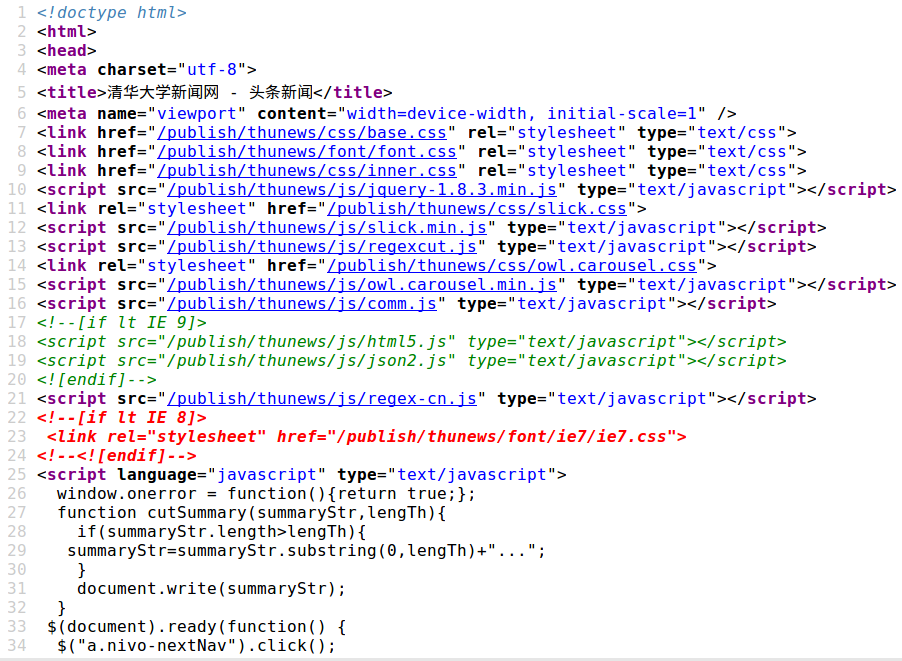 1 <!doctype html>
2 <html>
3 <head>
4 <meta charset="utf-8">
5 <title>清华大学新闻网 - 头条新闻</title>
6 <meta name="viewport" content="width=device-width, initial-scale=1" />
7 <link href="/publish/thunews/css/base.css" rel="stylesheet" type="text/css">
8 <link href="/publish/thunews/font/font.css" rel="stylesheet" type="text/css">
9 <link href="/publish/thunews/css/inner.css" rel="stylesheet" type="text/css">
10 <script src="/publish/thunews/js/jquery-1.8.3.min.js" type="text/javascript"></script>
11 <link rel="stylesheet" href="/publish/thunews/css/slick.css">
12 <script src="/publish/thunews/js/slick.min.js" type="text/javascript"></script>
13 <script src="/publish/thunews/js/regexcut.js" type="text/javascript"></script>
14 <link rel="stylesheet" href="/publish/thunews/css/owl.carousel.css">
15 <script src="/publish/thunews/js/owl.carousel.min.js" type="text/javascript"></script>
16 <script src="/publish/thunews/js/comm.js" type="text/javascript"></script>
17 <!--[if lt IE 9]>
18 <script src="/publish/thunews/js/html5.js" type="text/javascript"></script>
19 <script src="/publish/thunews/js/json2.js" type="text/javascript"></script>
20 <![endif]-->
21 <script src="/publish/thunews/js/regex-cn.js" type="text/javascript"></script>
22 <!--[if lt IE 8]>
23  <link rel="stylesheet" href="/publish/thunews/font/ie7/ie7.css">
24 <!--<![endif]-->
25 <script language="javascript" type="text/javascript">
26   window.onerror = function(){return true;};
27   function cutSummary(summaryStr,lengTh){
28     if(summaryStr.length>lengTh){
29    summaryStr=summaryStr.substring(0,lengTh)+"...";
30     }
31     document.write(summaryStr);
32   }
33  $(document).ready(function() {
34   $("a.nivo-nextNav").click();